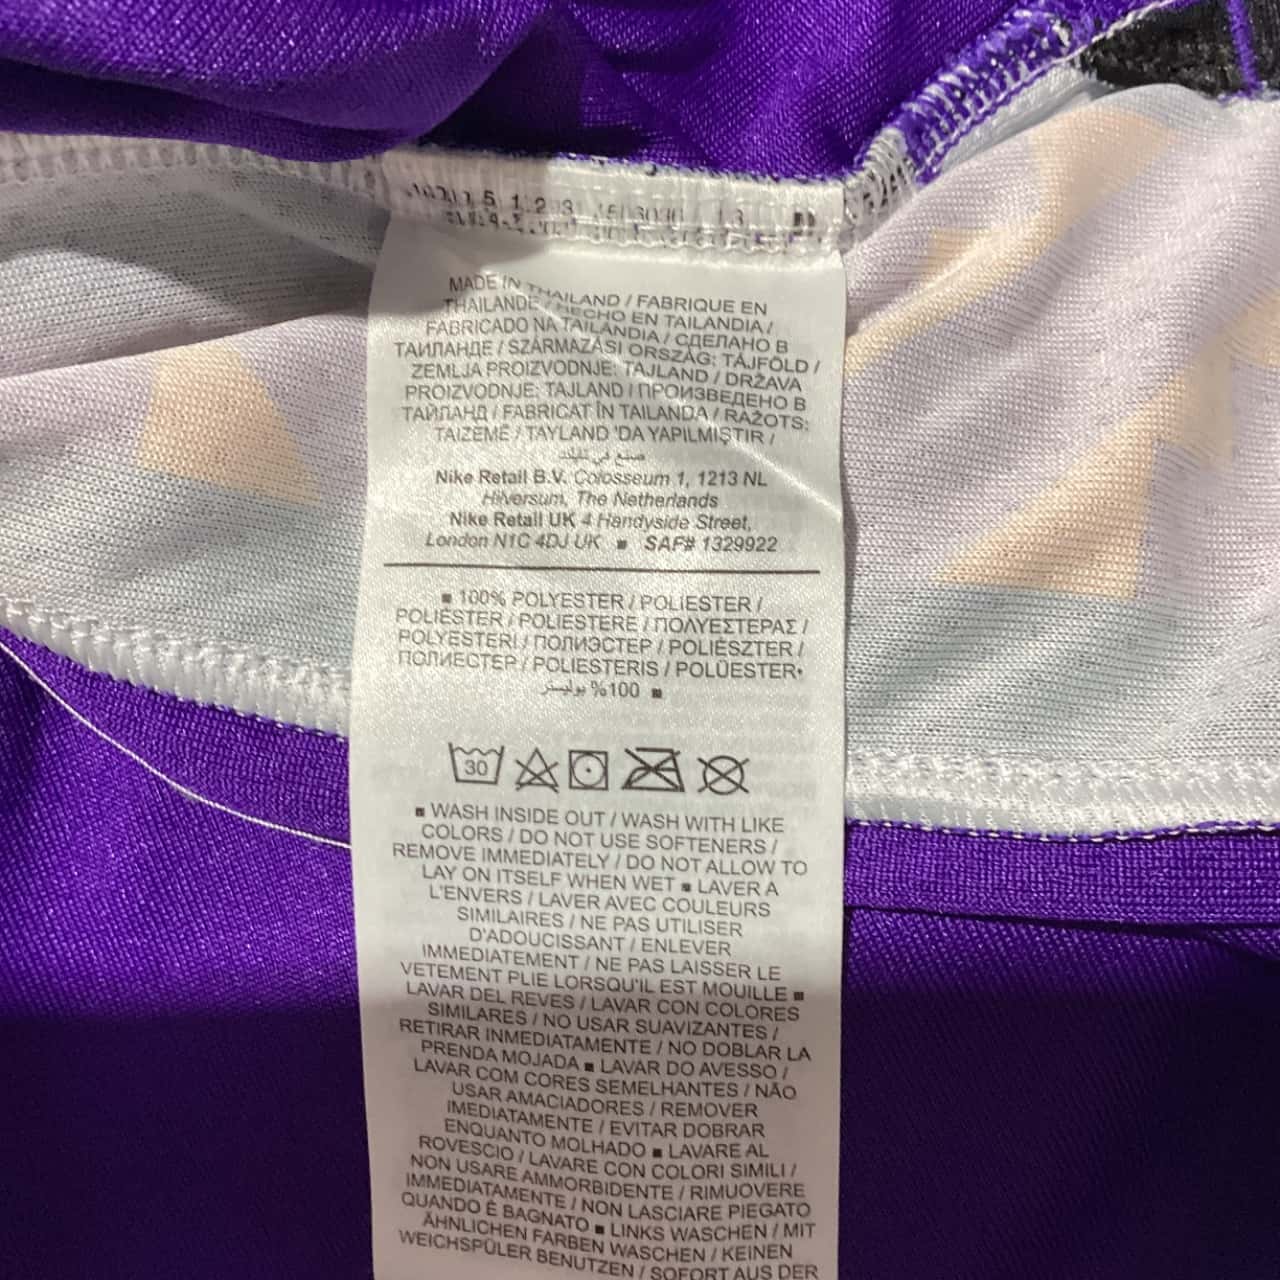 MADE IN THAILAND / FABRIQUE EN
THAILANDE / HECHO EN TAILANDIA /
FABRICADO NA TAILÂNDIA / СДЕЛАНО В
ТАИЛАНДЕ / SZÁRMAZÁSI ORSZÁG: TÁJFÖLD /
ZEMLJA PROIZVODNJE: TAJLAND / DRŽAVA
PROIZVODNJE: TAJLAND / ПРОИЗВЕДЕНО В
ТАЙЛАНД / FABRICAT ÎN TAILANDA / RAŽOTS:
TAIZEMĒ / TAYLAND 'DA YAPILMIŞTIR /
صنع في تايلاند
Nike Retail B.V. Colosseum 1, 1213 NL
Hilversum, The Netherlands
Nike Retail UK 4 Handyside Street,
London N1C 4DJ UK ■ SAF# 1329922
■ 100% POLYESTER / POLIESTER /
POLIÉSTER / POLIESTERE / ΠΟΛΥΕΣΤΕΡΑΣ /
POLYESTERI / ПОЛИЭСТЕР / POLIÉSZTER /
ПОЛИЕСТЕР / POLIESTERIS / POLÜESTER•
100% بوليستر ■
30
■ WASH INSIDE OUT / WASH WITH LIKE
COLORS / DO NOT USE SOFTENERS /
REMOVE IMMEDIATELY / DO NOT ALLOW TO
LAY ON ITSELF WHEN WET ■ LAVER A
L'ENVERS / LAVER AVEC COULEURS
SIMILAIRES / NE PAS UTILISER
D'ADOUCISSANT / ENLEVER
IMMEDIATEMENT / NE PAS LAISSER LE
VETEMENT PLIE LORSQU'IL EST MOUILLE ■
LAVAR DEL REVES / LAVAR CON COLORES
SIMILARES / NO USAR SUAVIZANTES /
RETIRAR INMEDIATAMENTE / NO DOBLAR LA
PRENDA MOJADA ■ LAVAR DO AVESSO /
LAVAR COM CORES SEMELHANTES / NÃO
USAR AMACIADORES / REMOVER
IMEDIATAMENTE / EVITAR DOBRAR
ENQUANTO MOLHADO ■ LAVARE AL
ROVESCIO / LAVARE CON COLORI SIMILI /
NON USARE AMMORBIDENTE / RIMUOVERE
IMMEDIATAMENTE / NON LASCIARE PIEGATO
QUANDO È BAGNATO ■ LINKS WASCHEN / MIT
ÄHNLICHEN FARBEN WASCHEN / KEINEN
WEICHSPÜLER BENUTZEN / SOFORT AUS DER